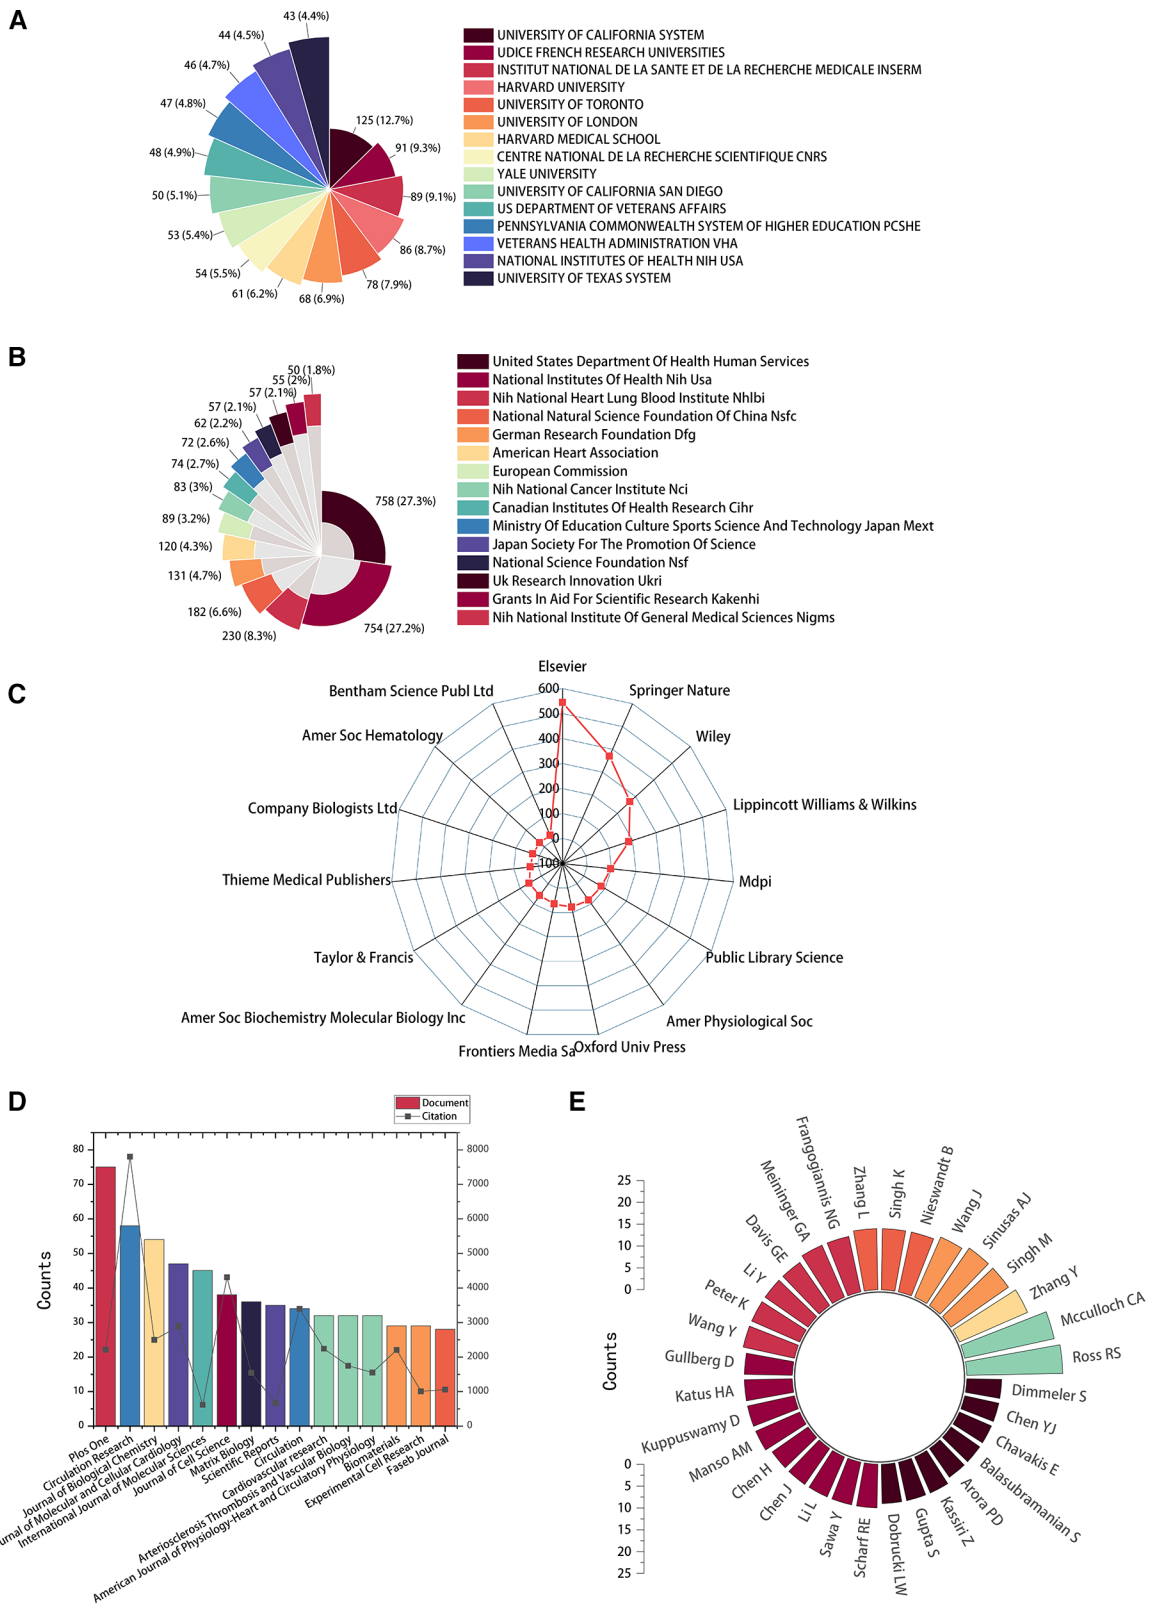 A
43 (4.4%)
44 (4.5%)
46 (4.7%)
47 (4.8%)
48 (4.9%)
50 (5.1%)
53 (5.4%)
54 (5.5%)
61 (6.2%)
68 (6.9%)
78 (7.9%)
86 (8.7%)
89 (9.1%)
91 (9.3%)
125 (12.7%)
UNIVERSITY OF CALIFORNIA SYSTEM
UDICE FRENCH RESEARCH UNIVERSITIES
INSTITUT NATIONAL DE LA SANTE ET DE LA RECHERCHE MEDICALE INSERM
HARVARD UNIVERSITY
UNIVERSITY OF TORONTO
UNIVERSITY OF LONDON
HARVARD MEDICAL SCHOOL
CENTRE NATIONAL DE LA RECHERCHE SCIENTIFIQUE CNRS
YALE UNIVERSITY
UNIVERSITY OF CALIFORNIA SAN DIEGO
US DEPARTMENT OF VETERANS AFFAIRS
PENNSYLVANIA COMMONWEALTH SYSTEM OF HIGHER EDUCATION PCSHE
VETERANS HEALTH ADMINISTRATION VHA
NATIONAL INSTITUTES OF HEALTH NIH USA
UNIVERSITY OF TEXAS SYSTEM
B
50 (1.8%)
55 (2%)
57 (2.1%)
57 (2.1%)
62 (2.2%)
72 (2.6%)
74 (2.7%)
83 (3%)
89 (3.2%)
120 (4.3%)
131 (4.7%)
182 (6.6%)
230 (8.3%)
754 (27.2%)
758 (27.3%)
United States Department Of Health Human Services
National Institutes Of Health Nih Usa
Nih National Heart Lung Blood Institute Nhlbi
National Natural Science Foundation Of China Nsfc
German Research Foundation Dfg
American Heart Association
European Commission
Nih National Cancer Institute Nci
Canadian Institutes Of Health Research Cihr
Ministry Of Education Culture Sports Science And Technology Japan Mext
Japan Society For The Promotion Of Science
National Science Foundation Nsf
Uk Research Innovation Ukri
Grants In Aid For Scientific Research Kakenhi
Nih National Institute Of General Medical Sciences Nigms
C
Elsevier
Springer Nature
Wiley
Lippincott Williams & Wilkins
Mdpi
Public Library Science
Amer Physiological Soc
Oxford Univ Press
Frontiers Media Sa
Amer Soc Biochemistry Molecular Biology Inc
Taylor & Francis
Thieme Medical Publishers
Company Biologists Ltd
Amer Soc Hematology
Bentham Science Publ Ltd
600
500
400
300
200
100
0
-100
D
Document
Citation
Counts
80
70
60
50
40
30
20
10
0
8000
7000
6000
5000
4000
3000
2000
1000
0
Plos One
Circulation Research
Journal of Biological Chemistry
urnal of Molecular and Cellular Cardiology
International Journal of Molecular Sciences
Journal of Cell Science
Matrix Biology
Scientific Reports
Circulation
Cardiovascular research
Arteriosclerosis Thrombosis and Vascular Biology
American Journal of Physiology-Heart and Circulatory Physiology
Biomaterials
Experimental Cell Research
Faseb Journal
E
Counts
25
20
15
10
5
0
0
5
10
15
20
25
Zhang L
Singh K
Nieswandt B
Wang J
Sinusas AJ
Singh M
Zhang Y
Mcculloch CA
Ross RS
Dimmeler S
Chen YJ
Chavakis E
Balasubramanian S
Arora PD
Kassiri Z
Gupta S
Dobrucki LW
Scharf RE
Sawa Y
Li L
Chen J
Chen H
Manso AM
Kuppuswamy D
Katus HA
Gullberg D
Wang Y
Peter K
Li Y
Davis GE
Meininger GA
Frangogiannis NG